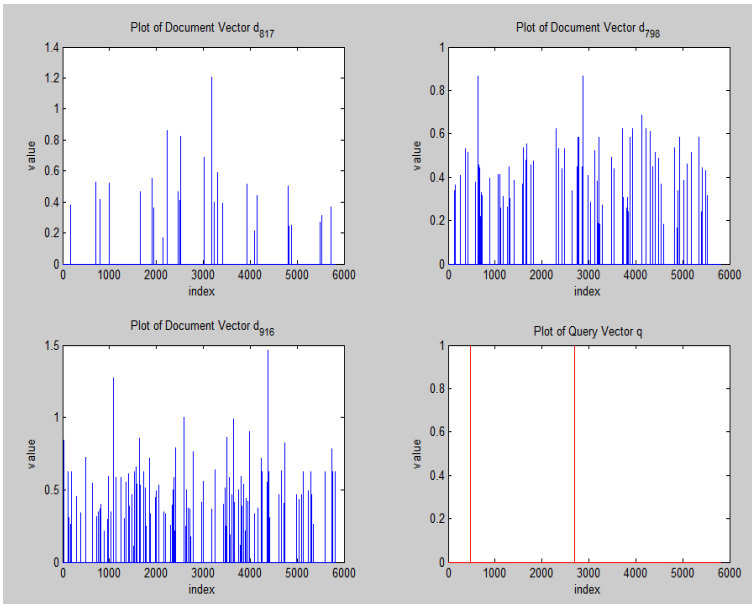 Plot of Document Vector d817
1.4
1.2
1
0.8
0.6
0.4
0.2
0
value
0 1000 2000 3000 4000 5000 6000
index
Plot of Document Vector d798
1
0.8
0.6
0.4
0.2
0
value
0 1000 2000 3000 4000 5000 6000
index
Plot of Document Vector d916
1.5
1
0.5
0
value
0 1000 2000 3000 4000 5000 6000
index
Plot of Query Vector q
1
0.8
0.6
0.4
0.2
0
value
0 1000 2000 3000 4000 5000 6000
index